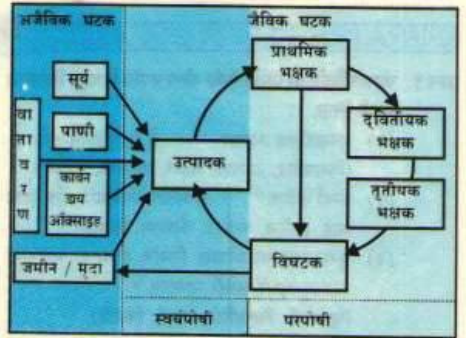 अजैविक घटक
जैविक घटक
सूर्य
पाणी
कार्बन
डाय
ऑक्साइड
जमीन / मृदा
वा
ता
व
र
ण
उत्पादक
प्राथमिक
भक्षक
द्वितीयक
भक्षक
तृतीयक
भक्षक
विघटक
स्वयंपोषी
परपोषी